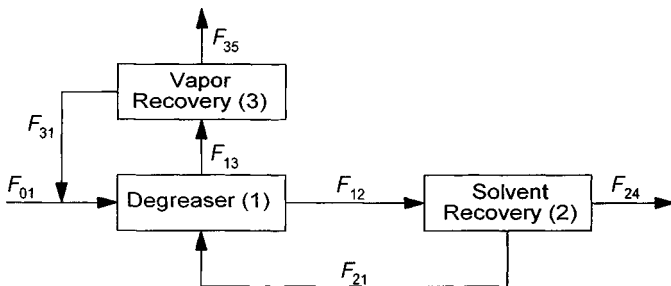 F35
Vapor
Recovery (3)
F31
F13
F01
Degreaser (1)
F12
Solvent
Recovery (2)
F24
F21